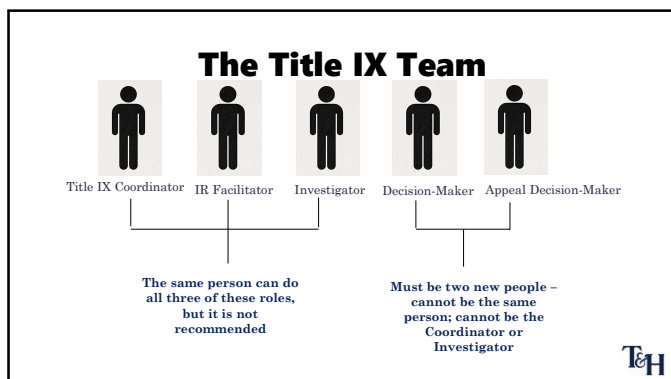 The Title IX Team
Title IX Coordinator
IR Facilitator
Investigator
Decision-Maker
Appeal Decision-Maker
The same person can do
all three of these roles,
but it is not
recommended
Must be two new people –
cannot be the same
person; cannot be the
Coordinator or
Investigator
T&H